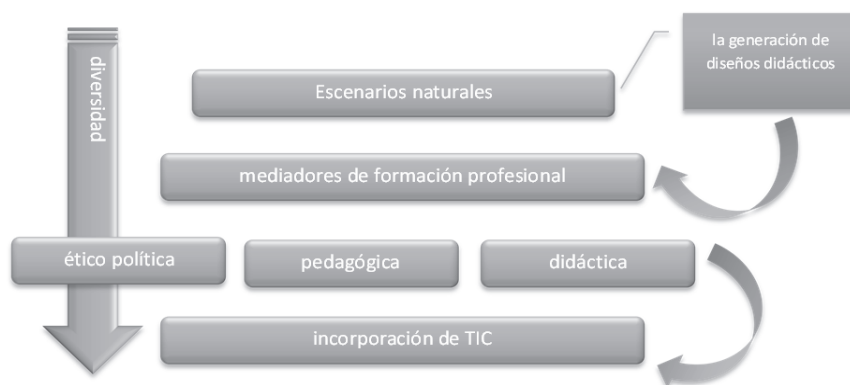 la generación de
diseños didácticos
diversidad
Escenarios naturales
mediadores de formación profesional
ético política
pedagógica
didáctica
incorporación de TIC